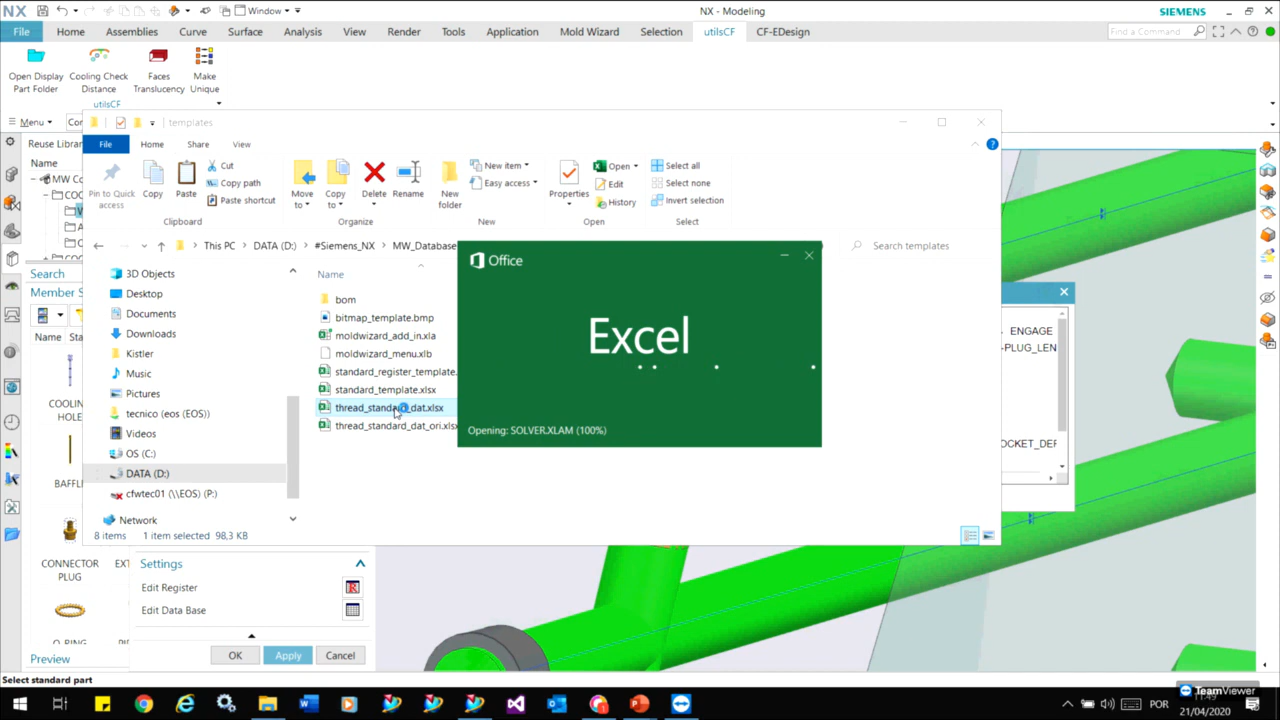 NX Window NX - Modeling SIEMENS
File Home Assemblies Curve Surface Analysis View Render Tools Application Mold Wizard Selection utilsCF CF-EDesign Find a Command
Open Display Part Folder
Cooling Check Distance
Faces Translucency
Make Unique
utilsCF
Menu
templates
File Home Share View
Reuse Library
Name
Pin to Quick access
Copy
Paste
Cut
Copy path
Paste shortcut
Clipboard
Move to
Copy to
Delete
Rename
Organize
New folder
New item
Easy access
New
Properties
Open
Edit
History
Open
Select all
Select none
Invert selection
Select
This PC DATA (D:) #Siemens_NX MW_Database
Search templates
Search
Name
3D Objects
Desktop
Documents
Downloads
Kistler
Music
Pictures
tecnico (eos (EOS))
Videos
OS (C:)
DATA (D:)
cfwtec01 (\\EOS) (P:)
Network
Name
bom
bitmap_template.bmp
moldwizard_add_in.xla
moldwizard_menu.xlb
standard_register_template.
standard_template.xlsx
thread_standard_dat.xlsx
thread_standard_dat_ori.xlsx
Office
Excel
Opening: SOLVER.XLAM (100%)
ENGAGE
-PLUG_LEN
OCKET_DEF
8 items 1 item selected 98,3 KB
Name
COOLIN
HOLE
BAFFLE
CONNECTOR PLUG
EXT
O-RING
Preview
Settings
Edit Register
Edit Data Base
OK Apply Cancel
Select standard part
TeamViewer
POR
11:49
21/04/2020